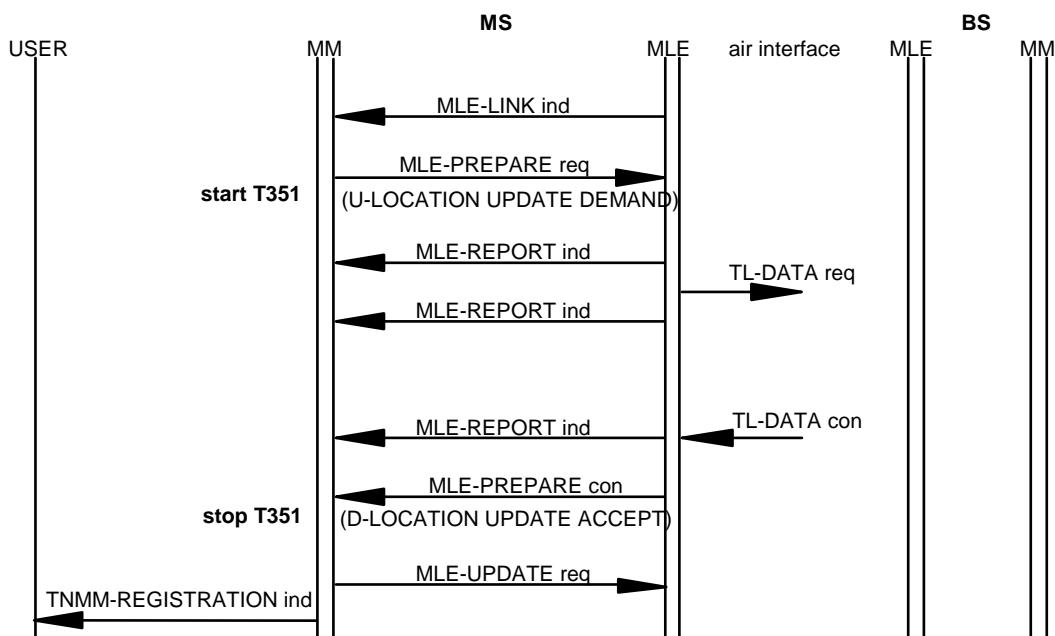 MS BS
USER MM MLE air interface MLE MM
MLE-LINK ind
MLE-PREPARE req
start T351
(U-LOCATION UPDATE DEMAND)
MLE-REPORT ind
TL-DATA req
MLE-REPORT ind
TL-DATA con
MLE-REPORT ind
MLE-PREPARE con
stop T351
(D-LOCATION UPDATE ACCEPT)
MLE-UPDATE req
TNMM-REGISTRATION ind